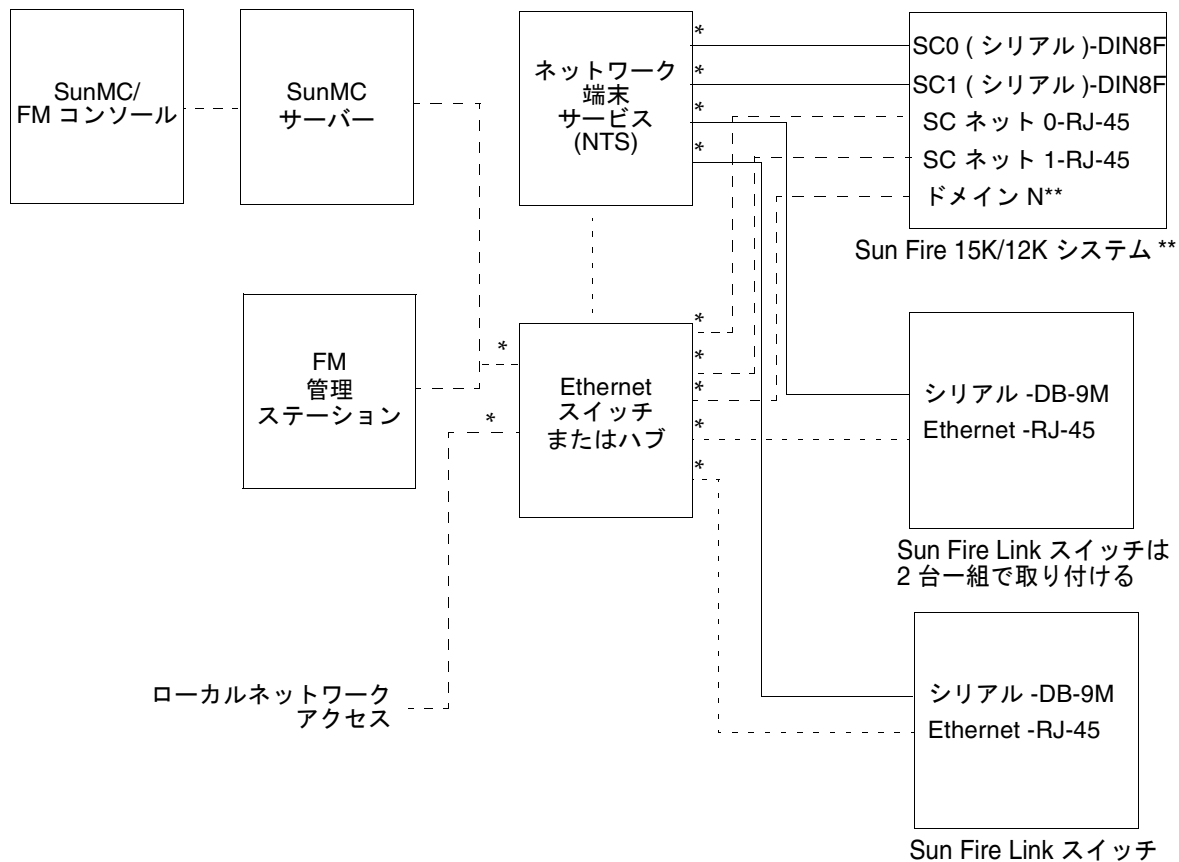 SunMC/
FM コンソール
SunMC
サーバー
ネットワーク
端末
サービス
(NTS)
*
*
*
*
SC0 ( シリアル )-DIN8F
SC1 ( シリアル )-DIN8F
SC ネット 0-RJ-45
SC ネット 1-RJ-45
ドメイン N**
Sun Fire 15K/12K システム **
FM
管理
ステーション
*
*
Ethernet
スイッチ
またはハブ
*
*
*
*
*
シリアル -DB-9M
Ethernet -RJ-45
Sun Fire Link スイッチは
2 台一組で取り付ける
ローカルネットワーク
アクセス
シリアル -DB-9M
Ethernet -RJ-45
Sun Fire Link スイッチ